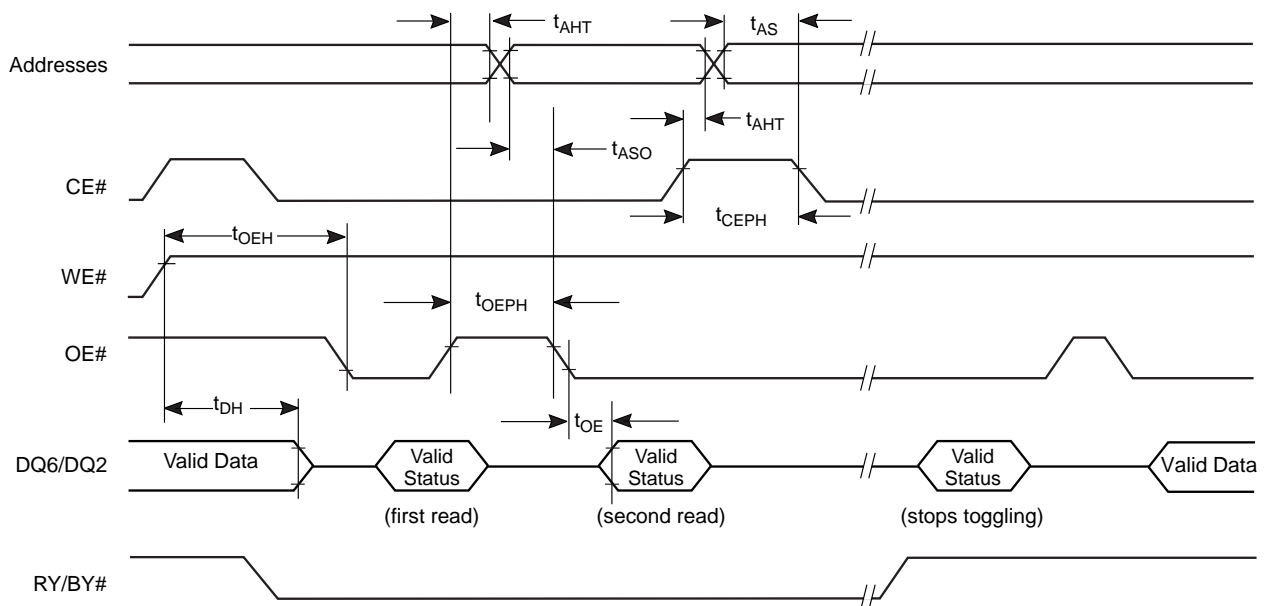 tAHT
tAS
Addresses
tAHT
tASO
CE#
tCEPH
tOEH
WE#
tOEPH
OE#
tDH
tOE
DQ6/DQ2
Valid Data
Valid
Status
Valid
Status
Valid
Status
Valid Data
(first read)
(second read)
(stops toggling)
RY/BY#